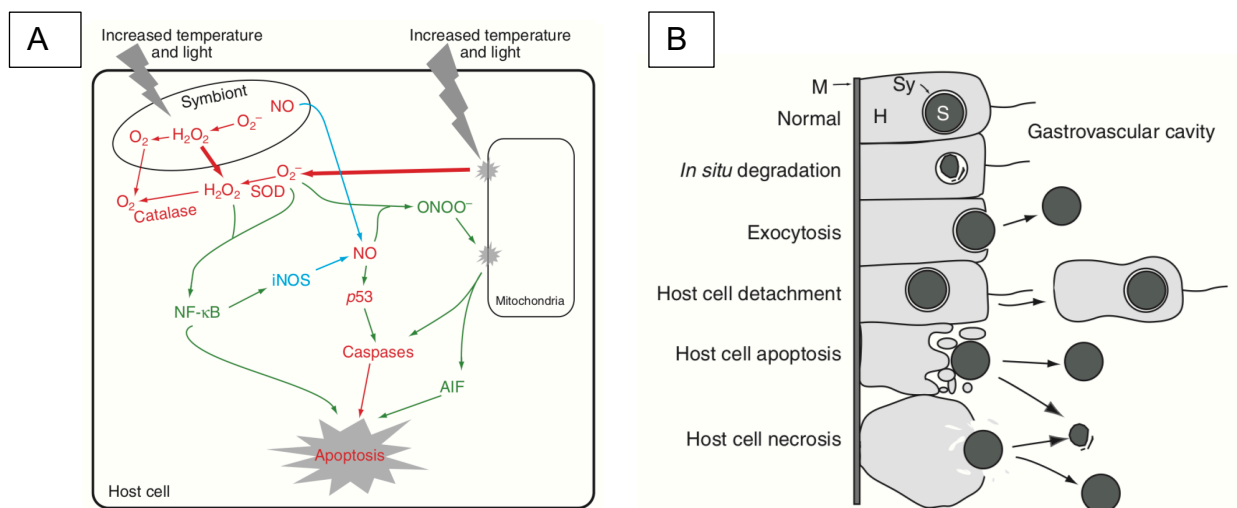 A
Increased temperature
and light
Increased temperature
and light
Symbiont
NO
O₂ H₂O₂ O₂⁻
H₂O₂ SOD O₂⁻
O₂ Catalase
ONOO⁻
NO
iNOS
p53
NF-κB
Mitochondria
Caspases
AIF
Apoptosis
Host cell
B
M
Sy
Normal
H
S
Gastrovascular cavity
In situ degradation
Exocytosis
Host cell detachment
Host cell apoptosis
Host cell necrosis